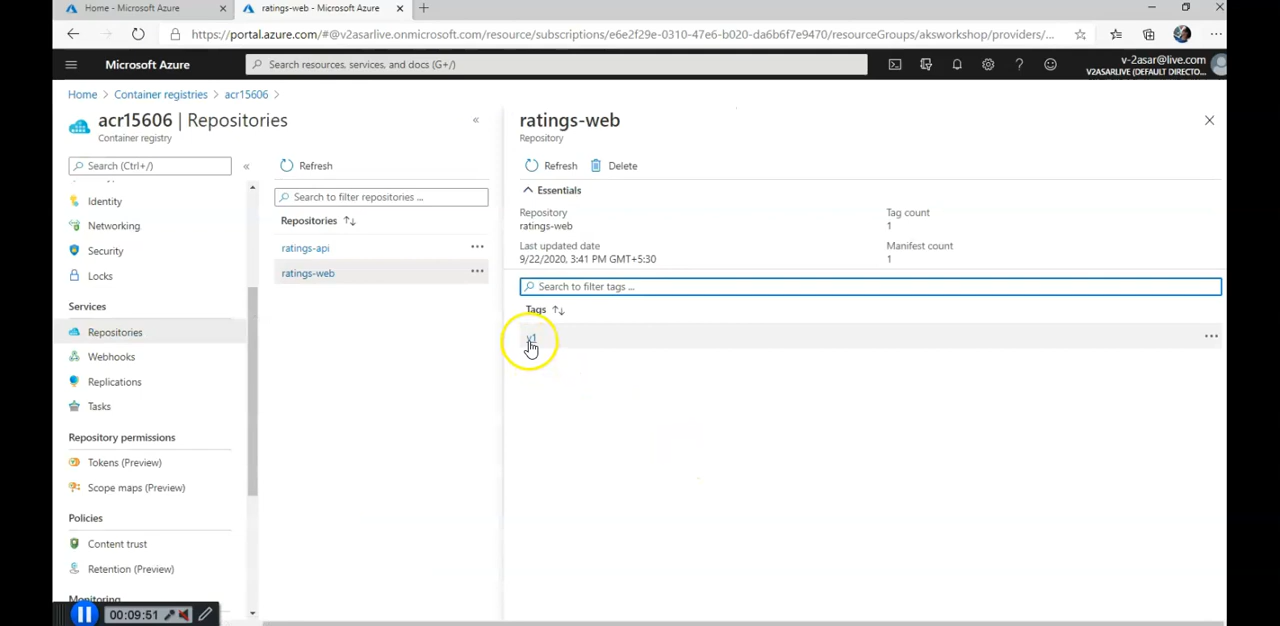 Home - Microsoft Azure
ratings-web - Microsoft Azure
https://portal.azure.com/#@v2asarlive.onmicrosoft.com/resource/subscriptions/e6e2f29e-0310-47e6-b020-da6b6f7e9470/resourceGroups/aksworkshop/providers/...
Microsoft Azure
Search resources, services, and docs (G+/)
v-2asar@live.com
V2ASARLIVE (DEFAULT DIRECTO...
Home
Container registries
acr15606
acr15606 | Repositories
Container registry
Search (Ctrl+/)
Identity
Networking
Security
Locks
Services
Repositories
Webhooks
Replications
Tasks
Repository permissions
Tokens (Preview)
Scope maps (Preview)
Policies
Content trust
Retention (Preview)
Monitoring
Refresh
Search to filter repositories ...
Repositories
ratings-api
ratings-web
ratings-web
Repository
Refresh
Delete
Essentials
Repository
ratings-web
Last updated date
9/22/2020, 3:41 PM GMT+5:30
Tag count
1
Manifest count
1
Search to filter tags ...
Tags
v1
00:09:51